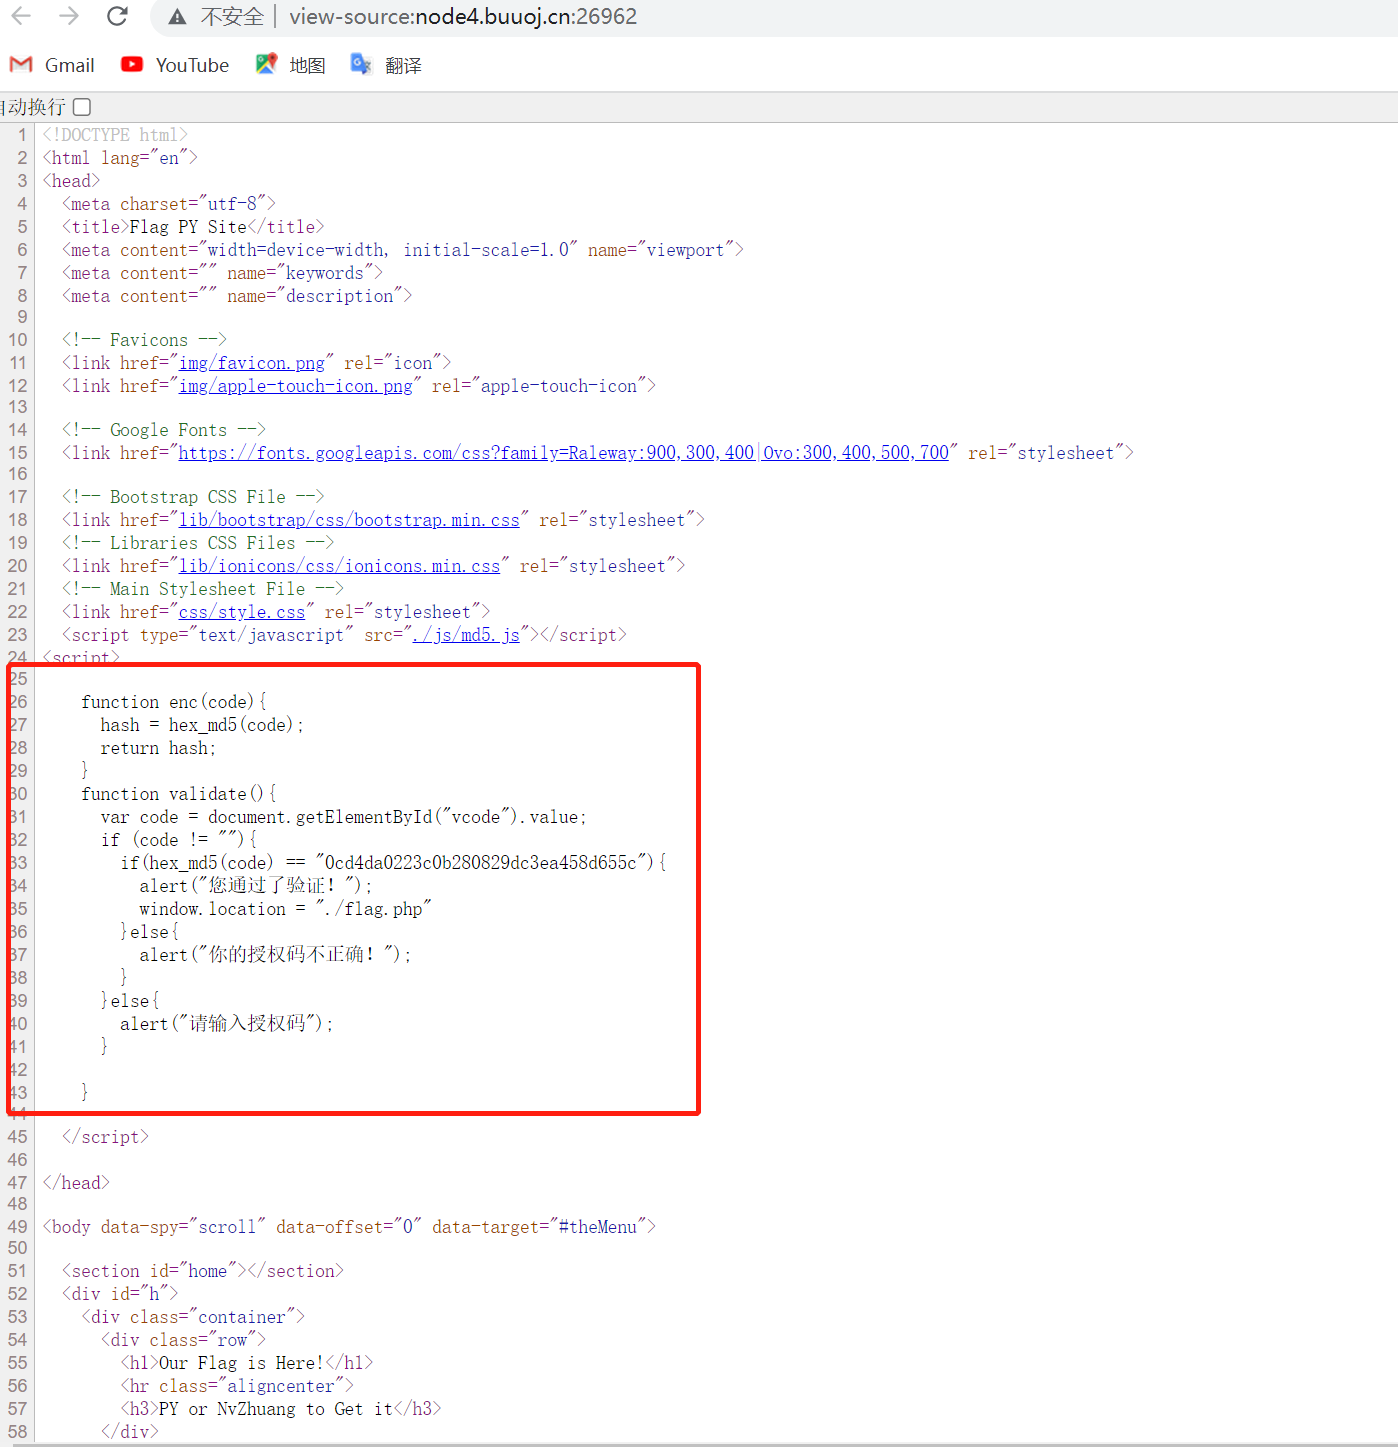 不安全 | view-source:node4.buuoj.cn:26962
Gmail YouTube 地图 翻译
自动换行
1 <!DOCTYPE html>
2 <html lang="en">
3 <head>
4 <meta charset="utf-8">
5 <title>Flag PY Site</title>
6 <meta content="width=device-width, initial-scale=1.0" name="viewport">
7 <meta content="" name="keywords">
8 <meta content="" name="description">
9
10 <!-- Favicons -->
11 <link href="img/favicon.png" rel="icon">
12 <link href="img/apple-touch-icon.png" rel="apple-touch-icon">
13
14 <!-- Google Fonts -->
15 <link href="https://fonts.googleapis.com/css?family=Raleway:900,300,400|Ovo:300,400,500,700" rel="stylesheet">
16
17 <!-- Bootstrap CSS File -->
18 <link href="lib/bootstrap/css/bootstrap.min.css" rel="stylesheet">
19 <!-- Libraries CSS Files -->
20 <link href="lib/ionicons/css/ionicons.min.css" rel="stylesheet">
21 <!-- Main Stylesheet File -->
22 <link href="css/style.css" rel="stylesheet">
23 <script type="text/javascript" src="./js/md5.js"></script>
24 <script>
25
26 function enc(code){
27 hash = hex_md5(code);
28 return hash;
29 }
30 function validate(){
31 var code = document.getElementById("vcode").value;
32 if (code != ""){
33 if(hex_md5(code) == "0cd4da0223c0b280829dc3ea458d655c"){
34 alert("您通过了验证！");
35 window.location = "./flag.php"
36 }else{
37 alert("你的授权码不正确！");
38 }
39 }else{
40 alert("请输入授权码");
41 }
42
43 }
44
45 </script>
46
47 </head>
48
49 <body data-spy="scroll" data-offset="0" data-target="#theMenu">
50
51 <section id="home"></section>
52 <div id="h">
53 <div class="container">
54 <div class="row">
55 <h1>Our Flag is Here!</h1>
56 <hr class="aligncenter">
57 <h3>PY or NvZhuang to Get it</h3>
58 </div>